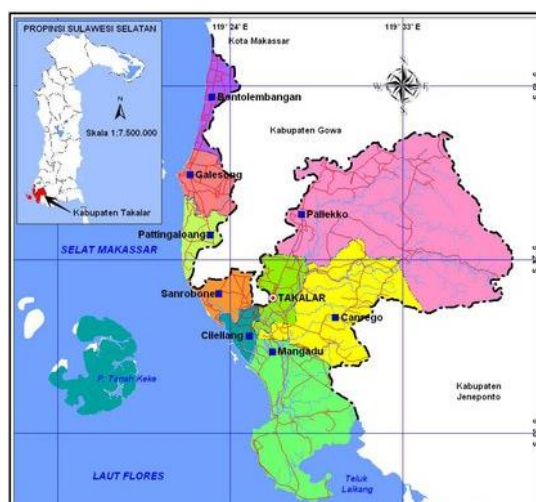 PROPINSI SULAWESI SELATAN
N
Skala 1:7.500.000
Kabupaten Takalar
119° 24' E
119° 33' E
Kota Makassar
Bontolembangan
Kabupaten Gowa
Galesong
Pallekko
Pattingaloang
SELAT MAKASSAR
Sanrobone
TAKALAR
Canrego
Cilellang
Mangadu
P. Tanah Keke
Kabupaten
Jeneponto
LAUT FLORES
Teluk
Laikang